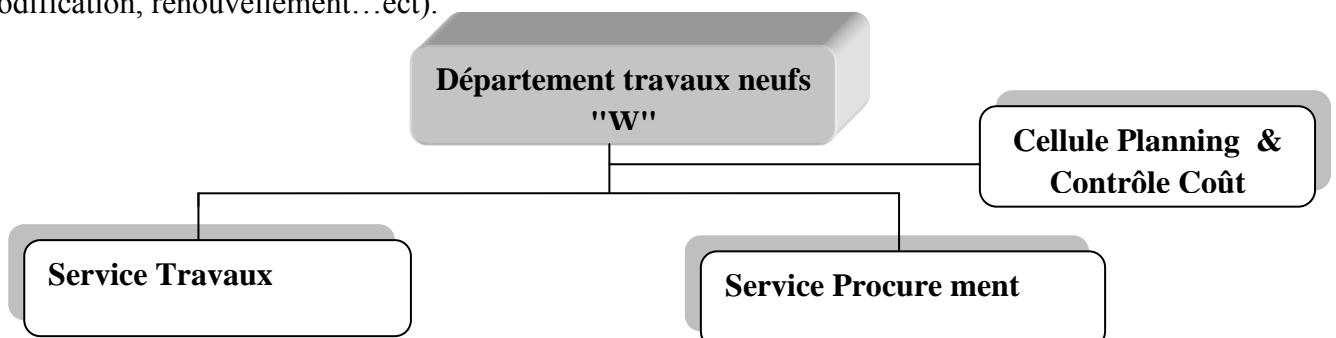 odification, renouvellement…ect).
Département travaux neufs
"W"
Cellule Planning &
Contrôle Coût
Service Travaux
Service Procure ment